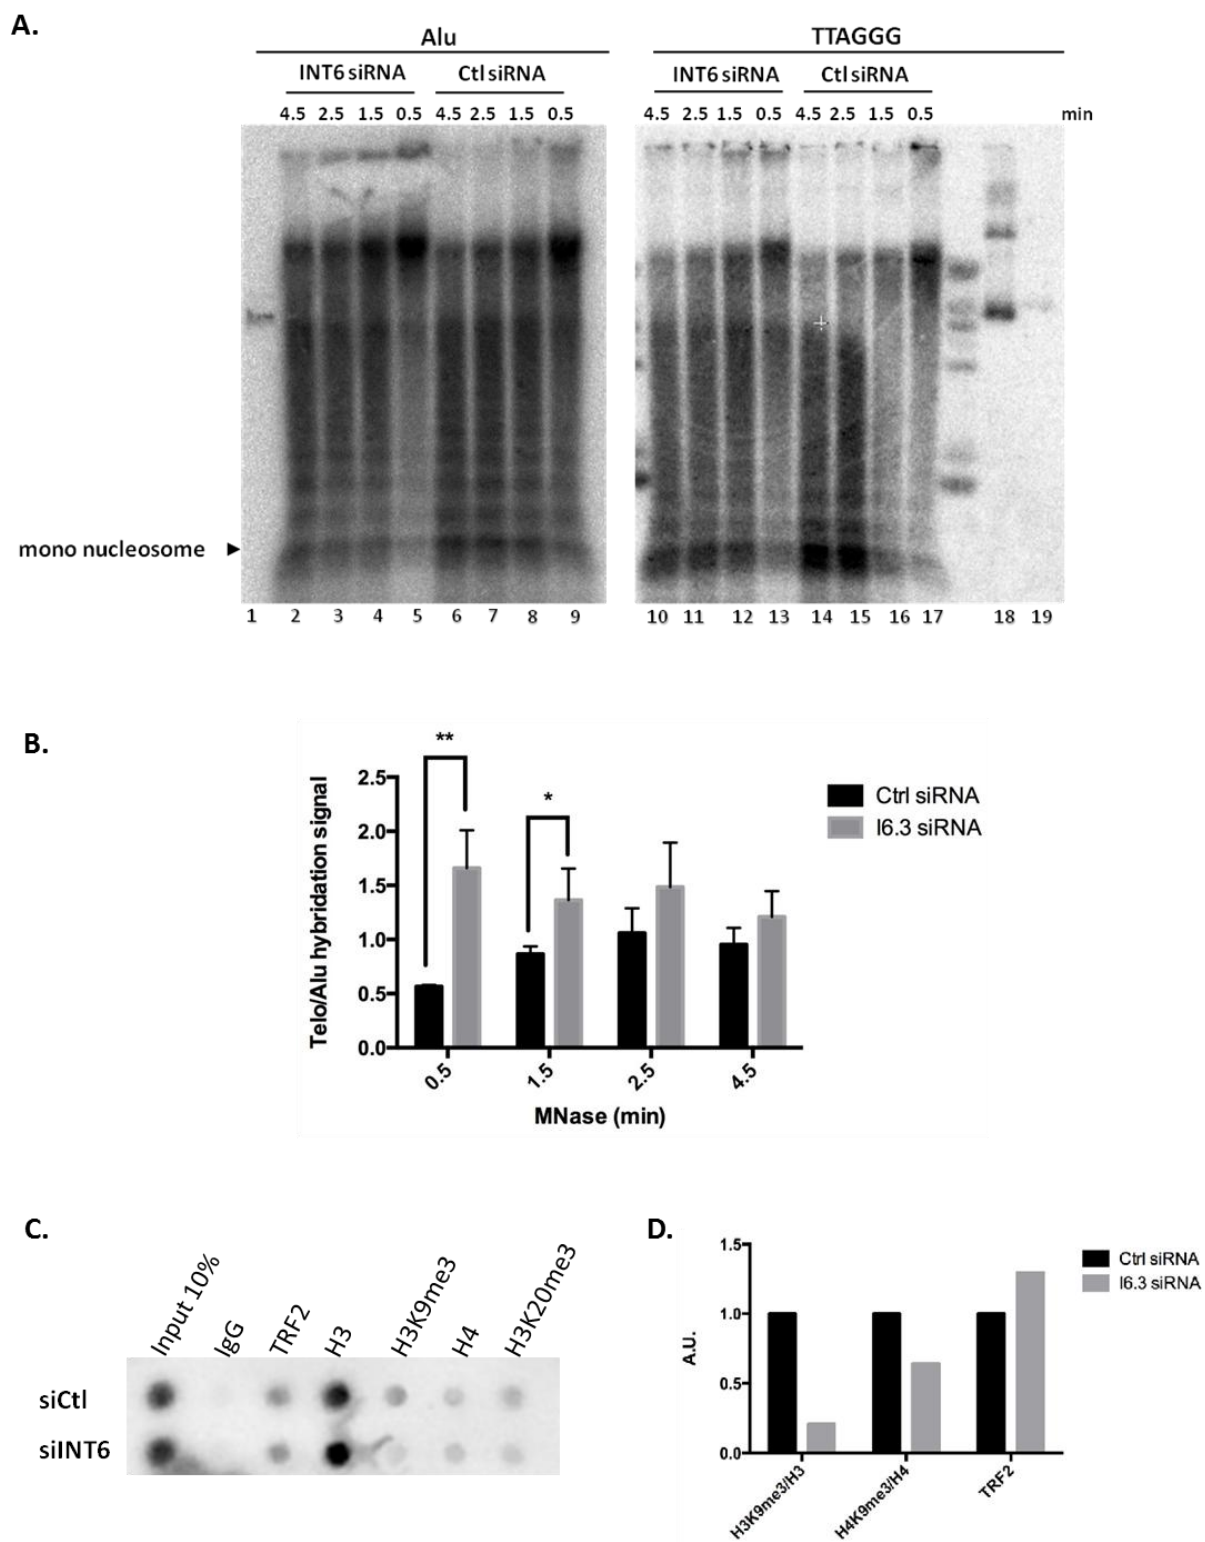 A.
Alu TTAGGG
INT6 siRNA Ctl siRNA INT6 siRNA Ctl siRNA
4.5 2.5 1.5 0.5 4.5 2.5 1.5 0.5 4.5 2.5 1.5 0.5 4.5 2.5 1.5 0.5 min
mono nucleosome
1 2 3 4 5 6 7 8 9 10 11 12 13 14 15 16 17 18 19
B.
Telo/Alu hybridation signal
2.5
2.0
1.5
1.0
0.5
0.0
**
*
0.5 1.5 2.5 4.5
MNase (min)
Ctrl siRNA
I6.3 siRNA
C.
Input 10% IgG TRF2 H3 H3K9me3 H4 H3K20me3
siCtl
siINT6
D.
A.U.
1.5
1.0
0.5
0.0
H3K9me3/H3 H4K9me3/H4 TRF2
Ctrl siRNA
I6.3 siRNA